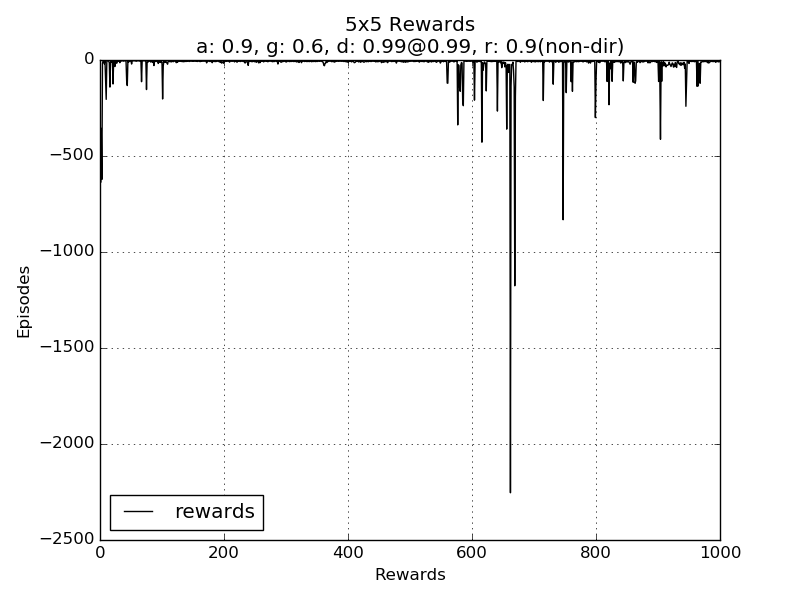 5x5 Rewards
a: 0.9, g: 0.6, d: 0.99@0.99, r: 0.9(non-dir)
0
−500
−1000
−1500
−2000
−2500
Episodes
rewards
0 200 400 600 800 1000
Rewards